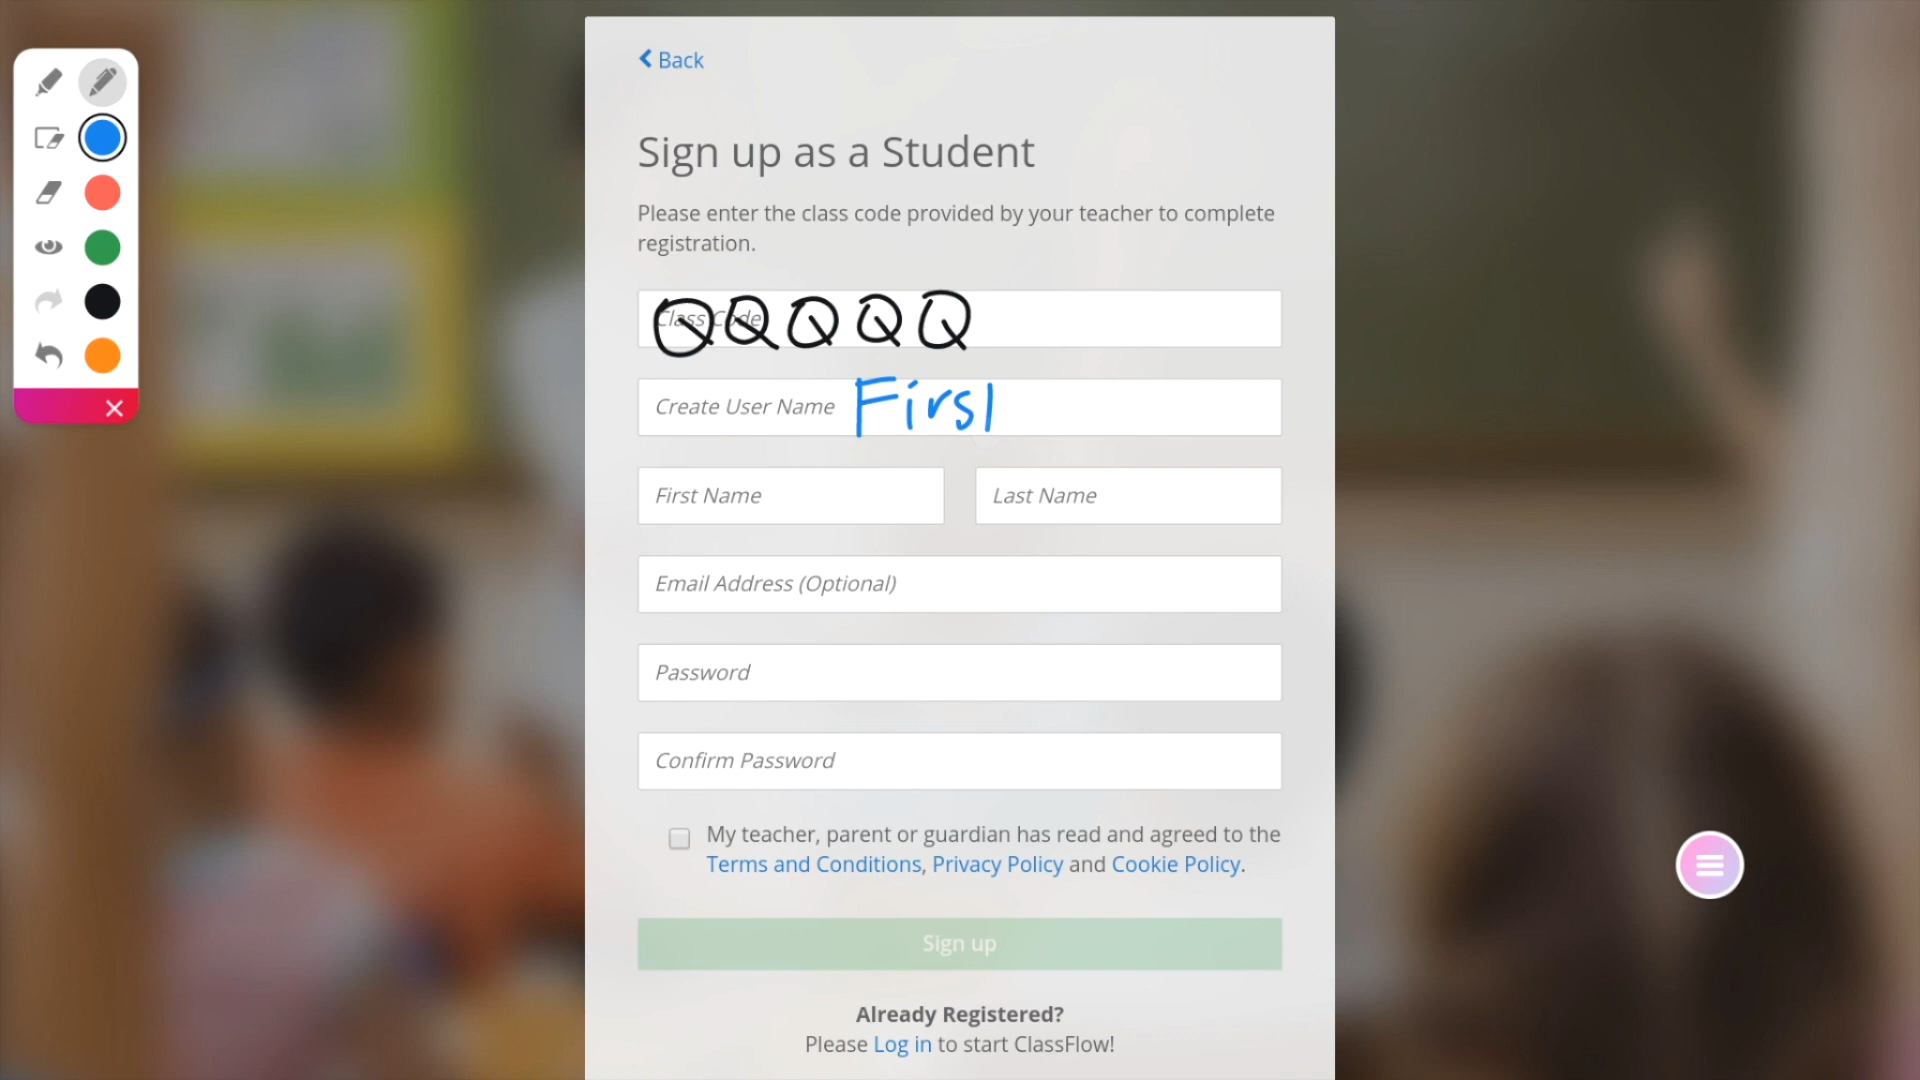 Back
Sign up as a Student
Please enter the class code provided by your teacher to complete
registration.
Class Code
QQQQQ
Create User Name Firsl
First Name Last Name
Email Address (Optional)
Password
Confirm Password
My teacher, parent or guardian has read and agreed to the
Terms and Conditions, Privacy Policy and Cookie Policy.
Sign up
Already Registered?
Please Log in to start ClassFlow!